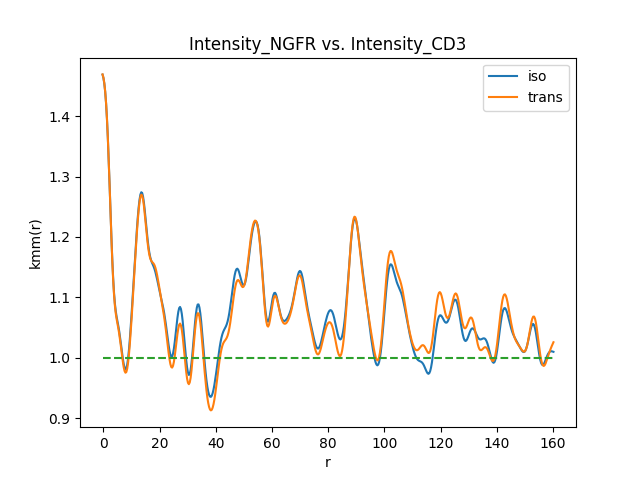 Intensity_NGFR vs. Intensity_CD3
iso
trans
kmm(r)
1.4
1.3
1.2
1.1
1.0
0.9
0 20 40 60 80 100 120 140 160
r